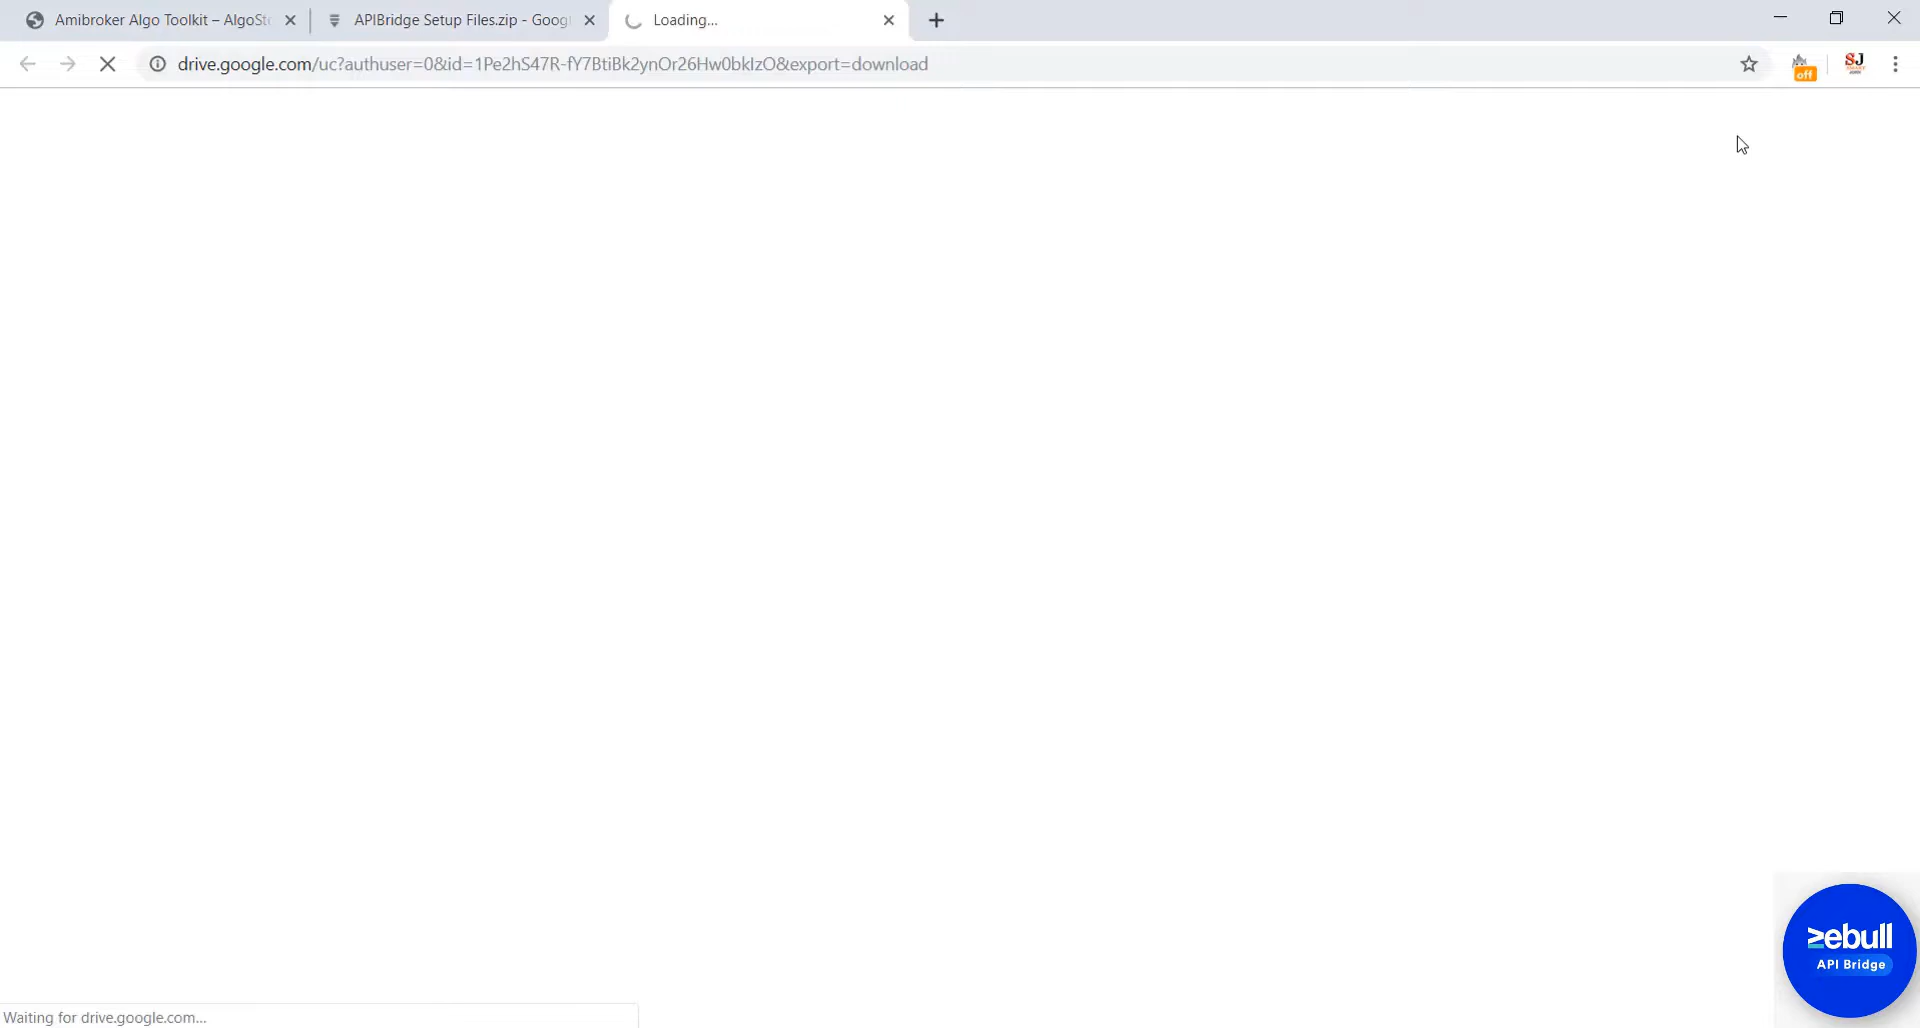 Amibroker Algo Toolkit – AlgoSt
APIBridge Setup Files.zip - Goog
Loading...
drive.google.com/uc?authuser=0&id=1Pe2hS47R-fY7BtiBk2ynOr26Hw0bkIzO&export=download
off
SJ
zebull
API Bridge
Waiting for drive.google.com...